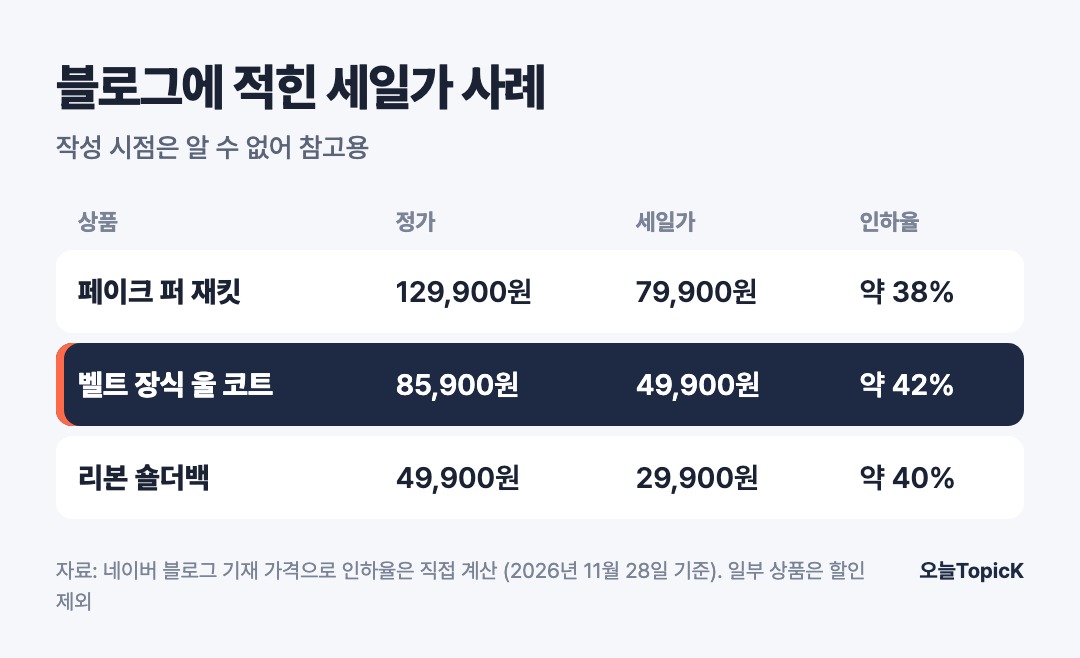 블로그에 적힌 세일가 사례
작성 시점은 알 수 없어 참고용
상품 정가 세일가 인하율
페이크 퍼 재킷 129,900원 79,900원 약 38%
벨트 장식 울 코트 85,900원 49,900원 약 42%
리본 숄더백 49,900원 29,900원 약 40%
자료: 네이버 블로그 기재 가격으로 인하율은 직접 계산 (2026년 11월 28일 기준). 일부 상품은 할인
제외
오늘TopicK